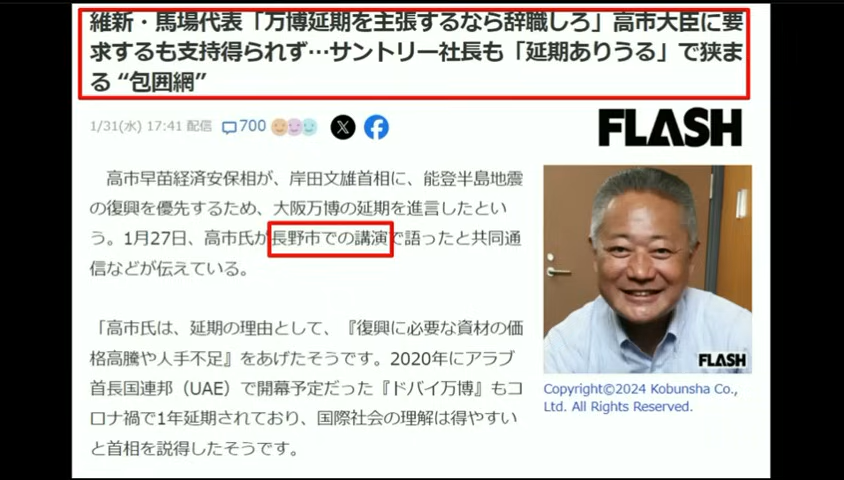 維新・馬場代表「万博延期を主張するなら辞職しろ」高市大臣に要
求するも支持得られず…サントリー社長も「延期ありうる」で狭ま
る “包囲網”
1/31(水) 17:41 配信 700
FLASH
高市早苗経済安保相が、岸田文雄首相に、能登半島地震
の復興を優先するため、大阪万博の延期を進言したとい
う。1月27日、高市氏が長野市での講演で語ったと共同通
信などが伝えている。
「高市氏は、延期の理由として、『復興に必要な資材の価
格高騰や人手不足』をあげたそうです。2020年にアラブ
首長国連邦（UAE）で開幕予定だった『ドバイ万博』もコ
ロナ禍で1年延期されており、国際社会の理解は得やすい
と首相を説得したそうです。
FLASH
Copyright©2024 Kobunsha Co.,
Ltd. All Rights Reserved.